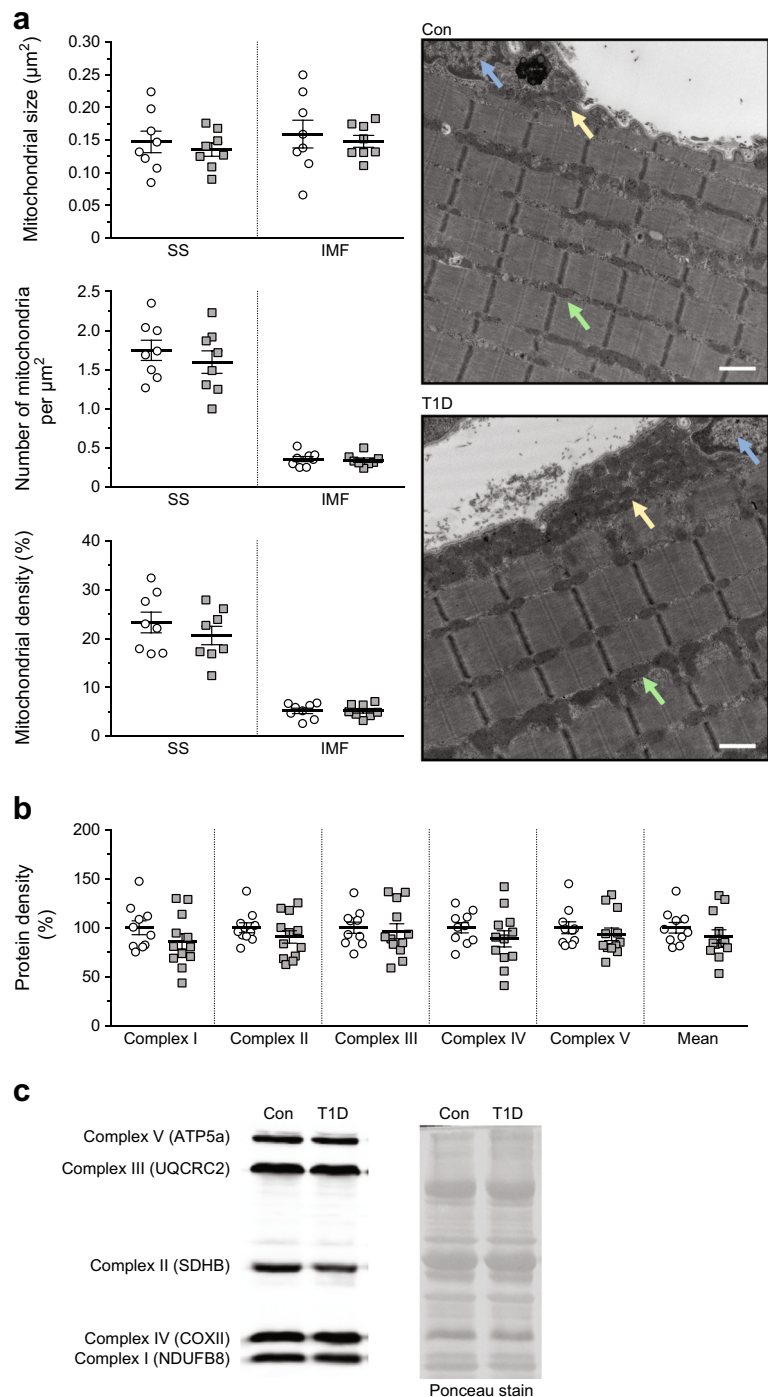 a
Mitochondrial size (µm²)
0.30
0.25
0.20
0.15
0.10
0.05
0
SS
IMF
Number of mitochondria
per µm²
2.5
2.0
1.5
1.0
0.5
0
SS
IMF
Mitochondrial density (%)
40
30
20
10
0
SS
IMF
Con
T1D
b
Protein density
(%)
200
150
100
50
0
Complex I
Complex II
Complex III
Complex IV
Complex V
Mean
c
Con
T1D
Con
T1D
Complex V (ATP5a)
Complex III (UQCRC2)
Complex II (SDHB)
Complex IV (COXII)
Complex I (NDUFB8)
Ponceau stain